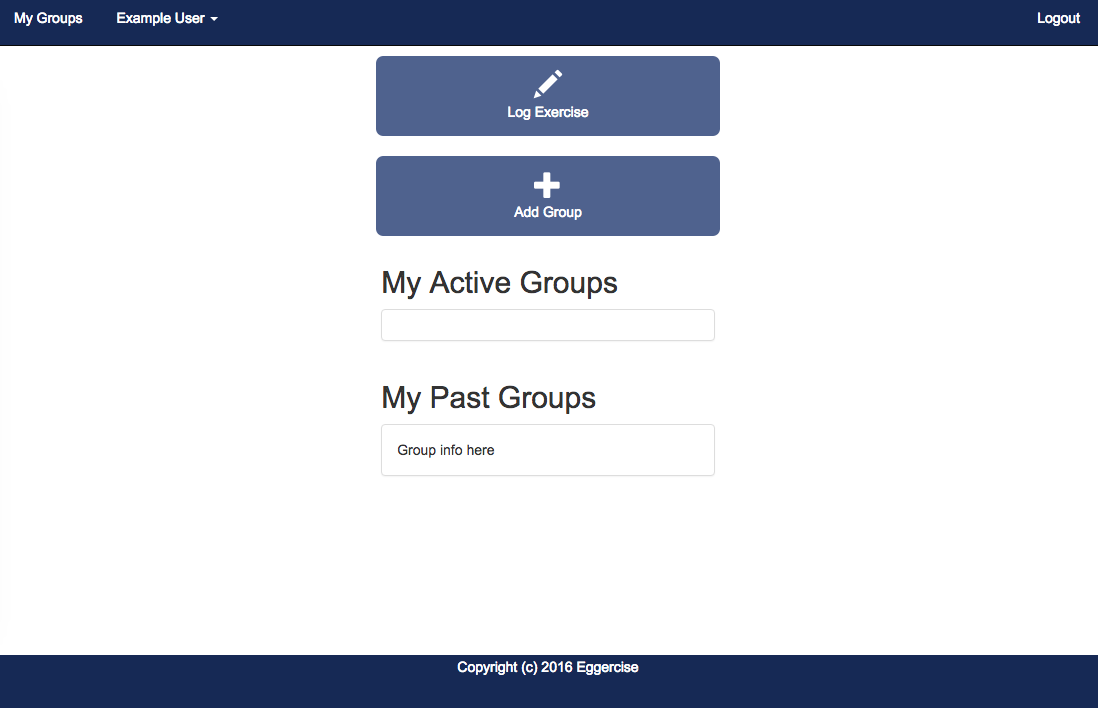 My Groups Example User Logout
Log Exercise
Add Group
My Active Groups
My Past Groups
Group info here
Copyright (c) 2016 Eggercise